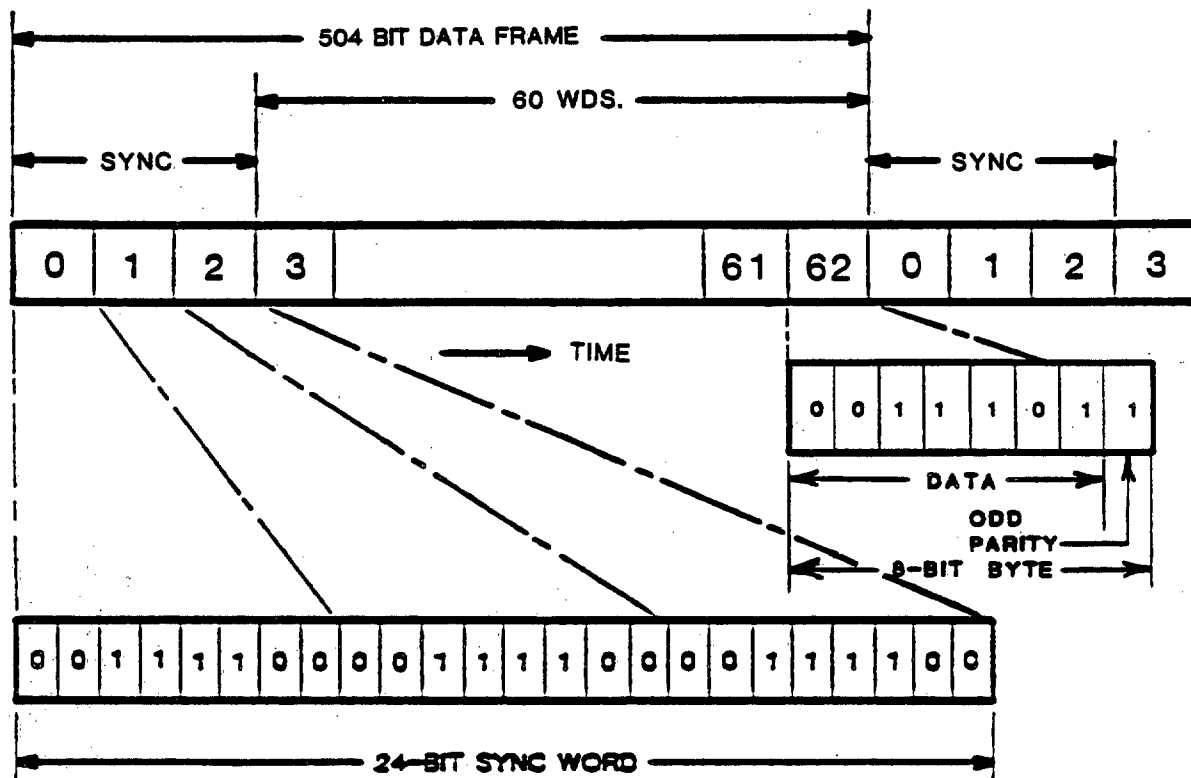 504 BIT DATA FRAME
60 WDS.
SYNC
SYNC
0 1 2 3 61 62 0 1 2 3
TIME
0 0 1 1 1 0 1 1
DATA
ODD
PARITY
8-BIT BYTE
0 0 1 1 1 1 0 0 0 0 1 1 1 1 0 0 0 0 1 1 1 1 0 0
24-BIT SYNC WORD